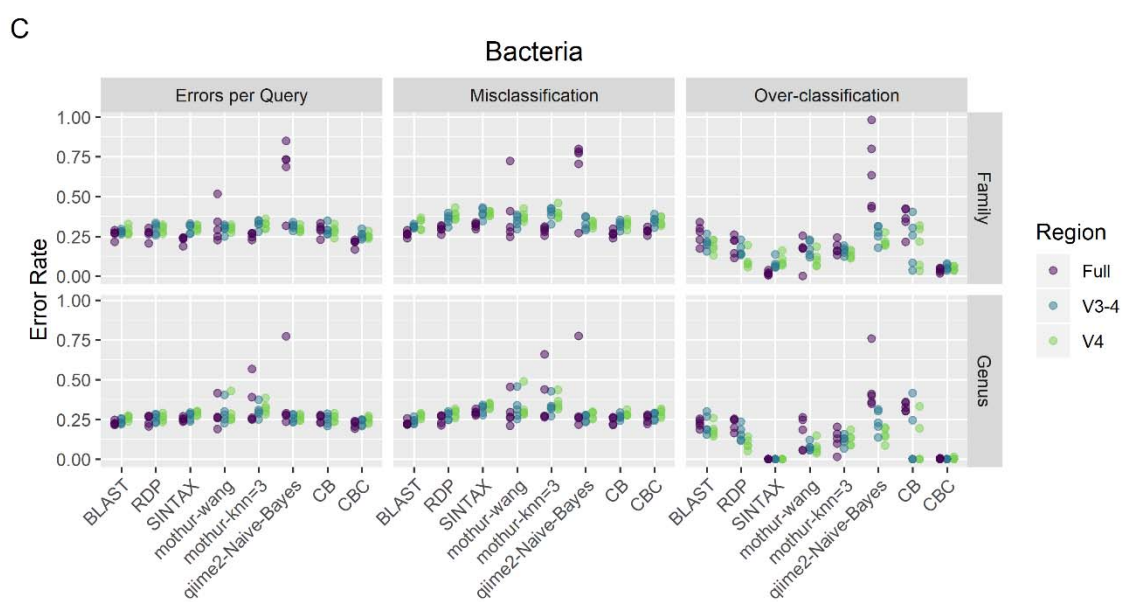 C
Bacteria
Errors per Query
Misclassification
Over-classification
1.00
0.75
0.50
0.25
0.00
Family
1.00
0.75
0.50
0.25
0.00
Genus
Error Rate
BLAST
RDP
SINTAX
mothur-wang
mothur-knn=3
qiime2-Naive-Bayes
CB
CBC
BLAST
RDP
SINTAX
mothur-wang
mothur-knn=3
qiime2-Naive-Bayes
CB
CBC
BLAST
RDP
SINTAX
mothur-wang
mothur-knn=3
qiime2-Naive-Bayes
CB
CBC
Region
Full
V3-4
V4